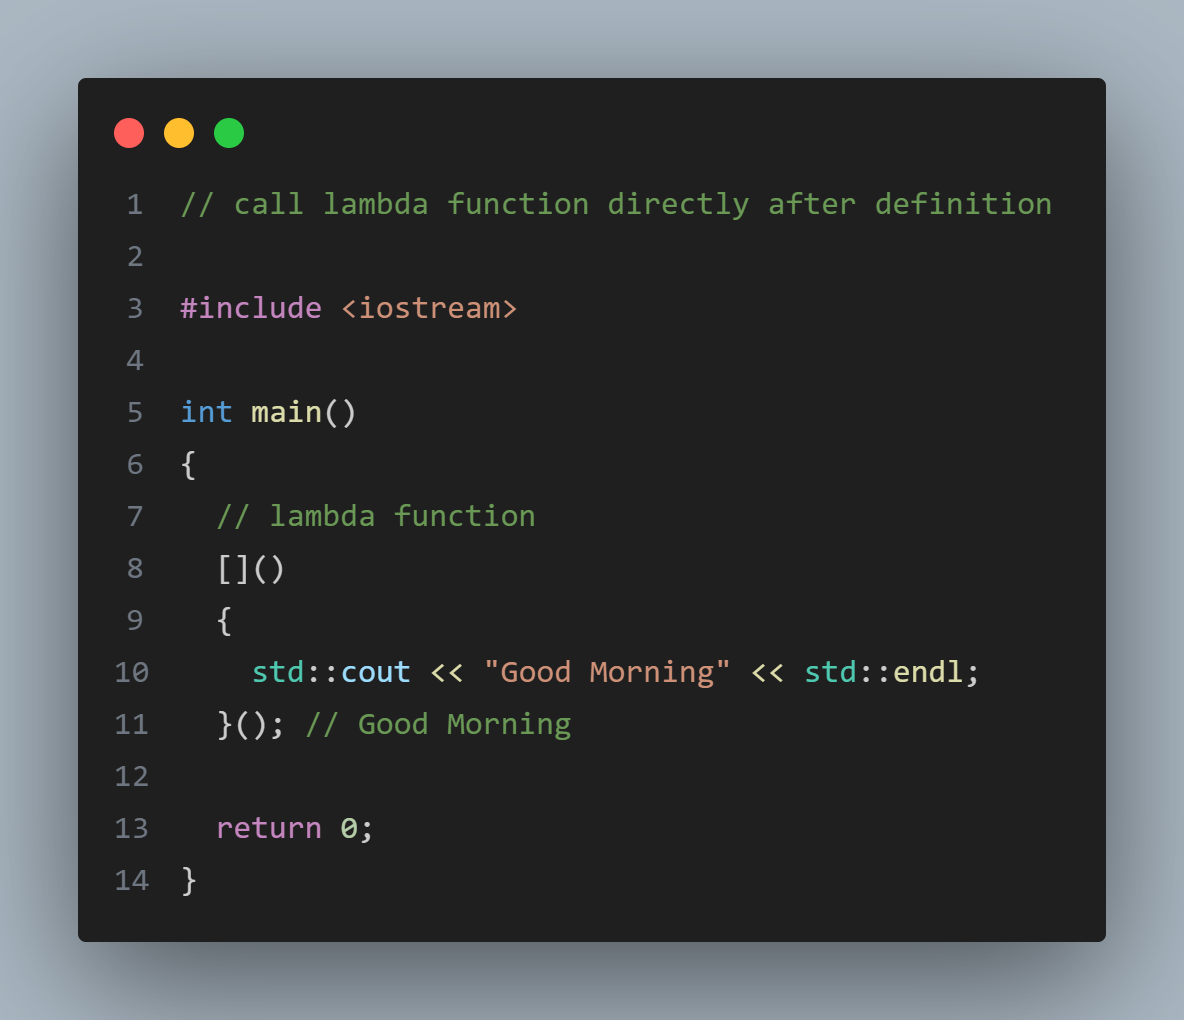 1 // call lambda function directly after definition
2
3 #include <iostream>
4
5 int main()
6 {
7   // lambda function
8   []()
9   {
10     std::cout << "Good Morning" << std::endl;
11   }(); // Good Morning
12
13   return 0;
14 }